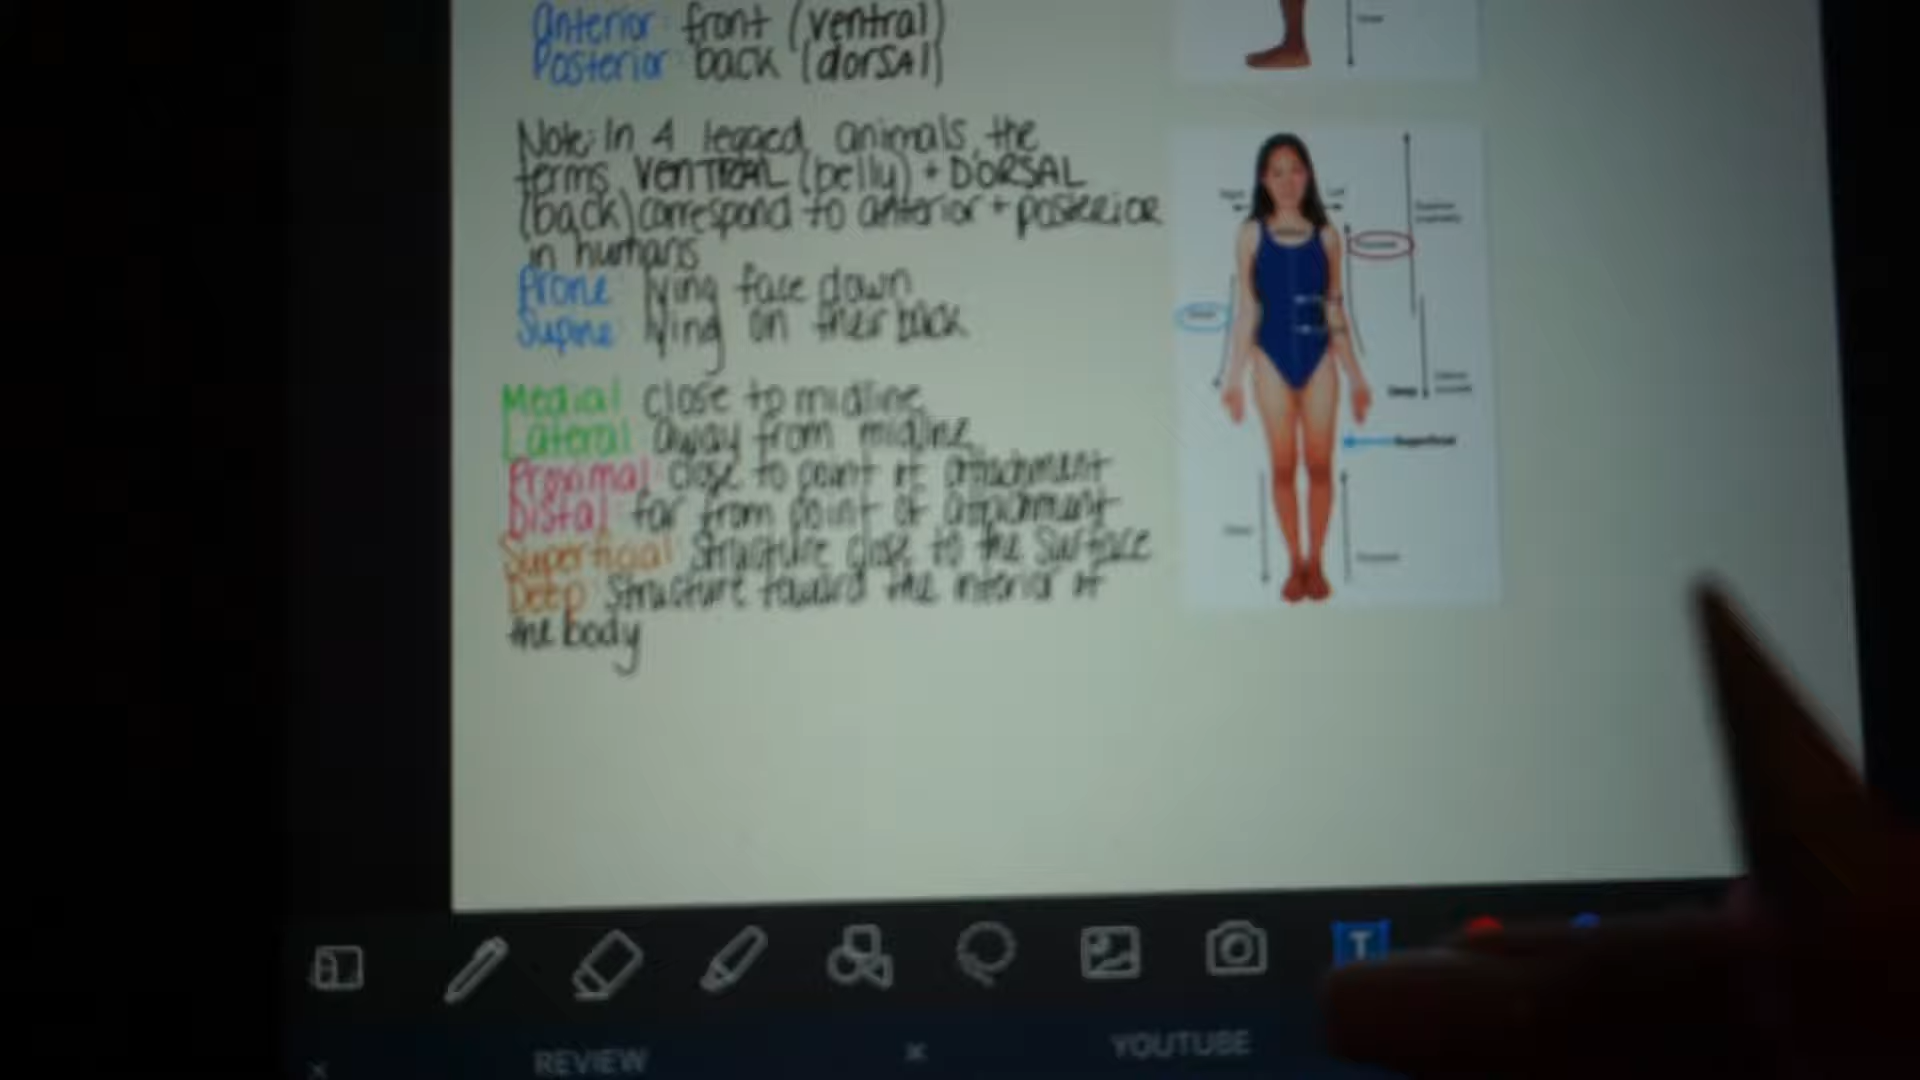 Anterior: front (ventral)
Posterior: back (dorsal)
Note: In 4 legged animals, the
terms VENTRAL (belly) + DORSAL
(back) correspond to anterior + posterior
in humans
Prone: lying face down
Supine: lying on their back
Medial: close to midline
Lateral: away from midline
Proximal: close to point of attachment
Distal: far from point of attachment
Superficial: Structure close to the surface
Deep: Structure toward the interior of
the body
Deep
Superficial
T
REVIEW
YOUTUBE